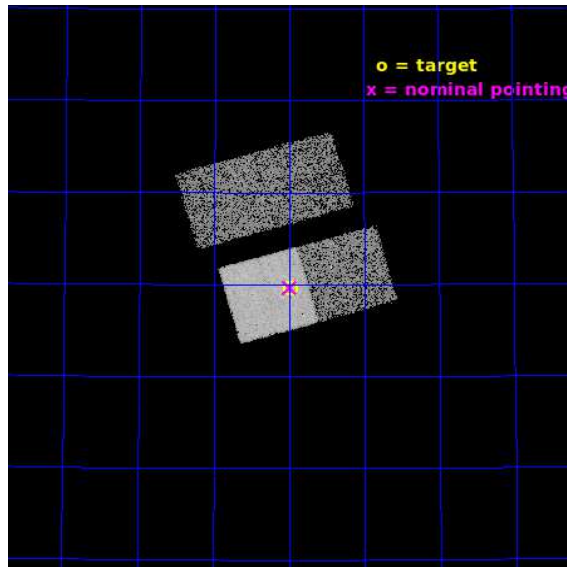 o = target
x = nominal pointing